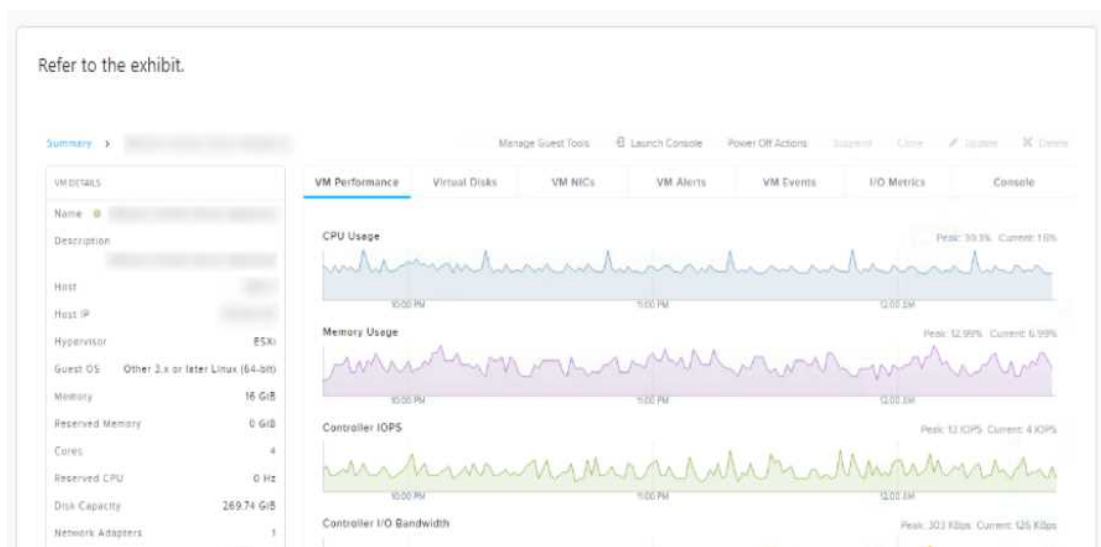 Refer to the exhibit.
Summary >
Manage Guest Tools Launch Console Power Off Actions Suspend Clone Update Delete
VM DETAILS
VM Performance Virtual Disks VM NICs VM Alerts VM Events I/O Metrics Console
Name
Description
Host
Host IP
Hypervisor ESXi
Guest OS Other 3.x or later Linux (64-bit)
Memory 16 GiB
Reserved Memory 0 GiB
Cores 4
Reserved CPU 0 Hz
Disk Capacity 269.74 GiB
Network Adapters 1
CPU Usage
Peak: Current:
10:00 PM 11:00 PM 12:00 AM
Memory Usage
Peak: 12.99% Current: 6.99%
10:00 PM 11:00 PM 12:00 AM
Controller IOPS
Peak: 13 IOPS Current: 4 IOPS
10:00 PM 11:00 PM 12:00 AM
Controller I/O Bandwidth
Peak: 303 KBps Current: 126 KBps